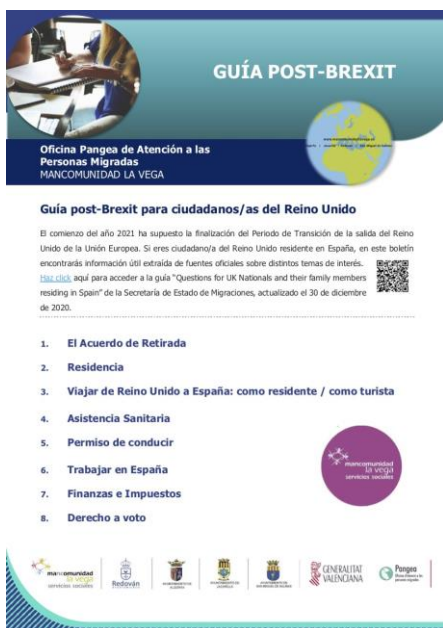 GUÍA POST-BREXIT
Oficina Pangea de Atención a las
Personas Migradas
MANCOMUNIDAD LA VEGA
Guía post-Brexit para ciudadanos/as del Reino Unido
El comienzo del año 2021 ha supuesto la finalización del Periodo de Transición de la salida del Reino
Unido de la Unión Europea. Si eres ciudadano/a del Reino Unido residente en España, en este boletín
encontrarás información útil extraída de fuentes oficiales sobre distintos temas de interés.
Haz click aquí para acceder a la guía "Questions for UK Nationals and their family members
residing in Spain" de la Secretaría de Estado de Migraciones, actualizado el 30 de diciembre
de 2020.
1. El Acuerdo de Retirada
2. Residencia
3. Viajar de Reino Unido a España: como residente / como turista
4. Asistencia Sanitaria
5. Permiso de conducir
6. Trabajar en España
7. Finanzas e Impuestos
8. Derecho a voto
mancomunidad
la vega
servicios sociales
mancomunidad
la vega
servicios sociales
Redován
GENERALITAT
VALENCIANA
Pangea